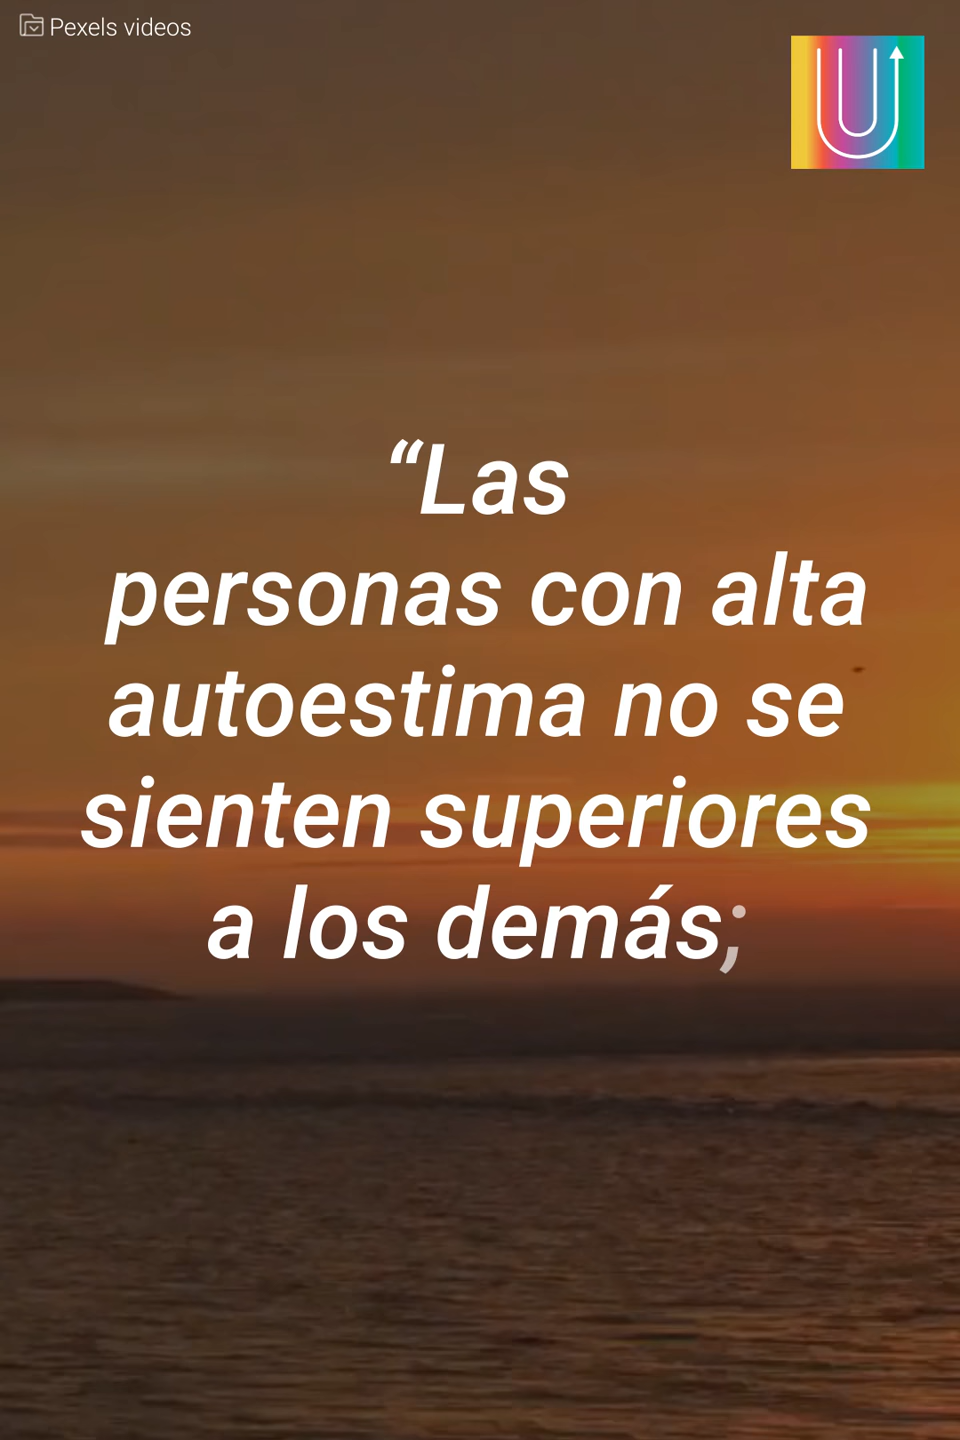 Pexels videos
“Las
personas con alta
autoestima no se
sienten superiores
a los demás;